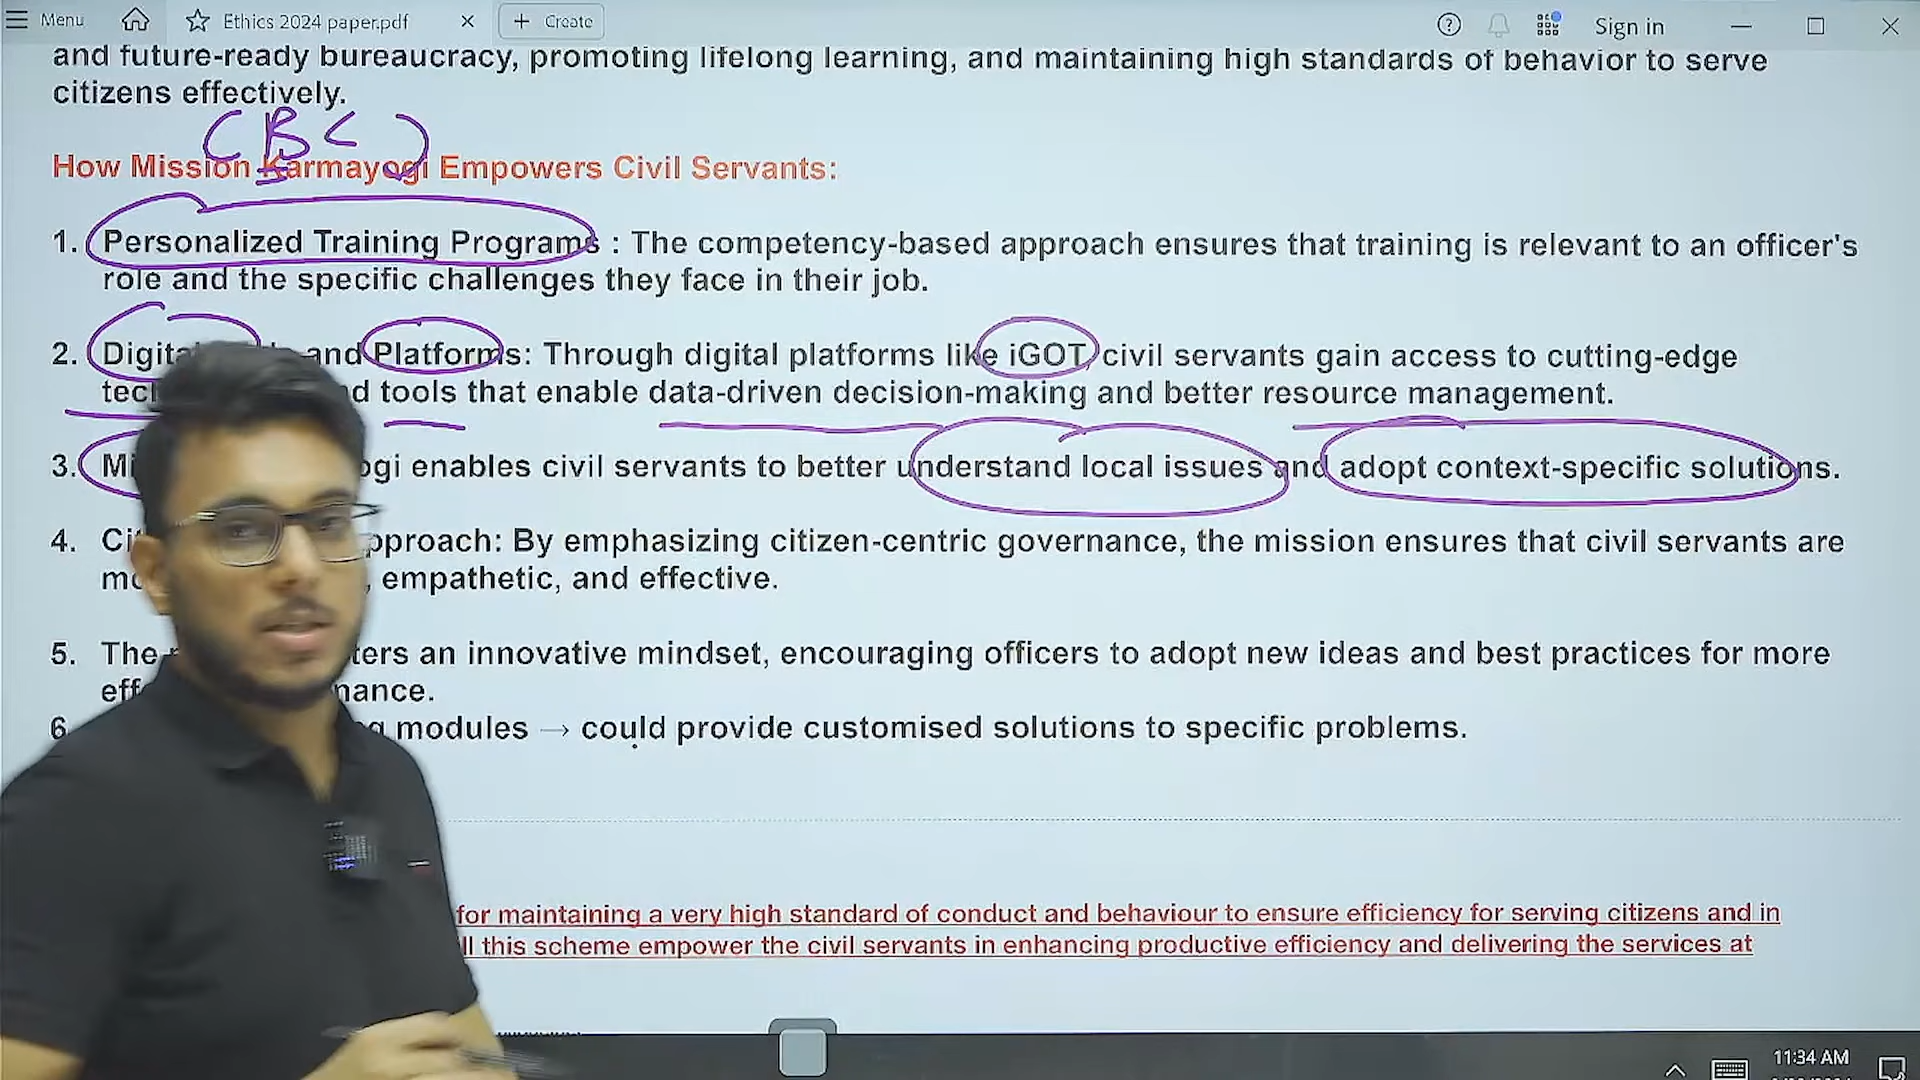 Menu
Ethics 2024 paper.pdf
Create
Sign in
and future-ready bureaucracy, promoting lifelong learning, and maintaining high standards of behavior to serve
citizens effectively.
(BC)
How Mission Karmayogi Empowers Civil Servants:
1. Personalized Training Programs : The competency-based approach ensures that training is relevant to an officer's
role and the specific challenges they face in their job.
2. and Platforms: Through digital platforms like iGOT, civil servants gain access to cutting-edge
tools that enable data-driven decision-making and better resource management.
3. enables civil servants to better understand local issues and adopt context-specific solutions.
4. By emphasizing citizen-centric governance, the mission ensures that civil servants are
empathetic, and effective.
5. The an innovative mindset, encouraging officers to adopt new ideas and best practices for more
6. modules → could provide customised solutions to specific problems.
for maintaining a very high standard of conduct and behaviour to ensure efficiency for serving citizens and in
this scheme empower the civil servants in enhancing productive efficiency and delivering the services at
11:34 AM